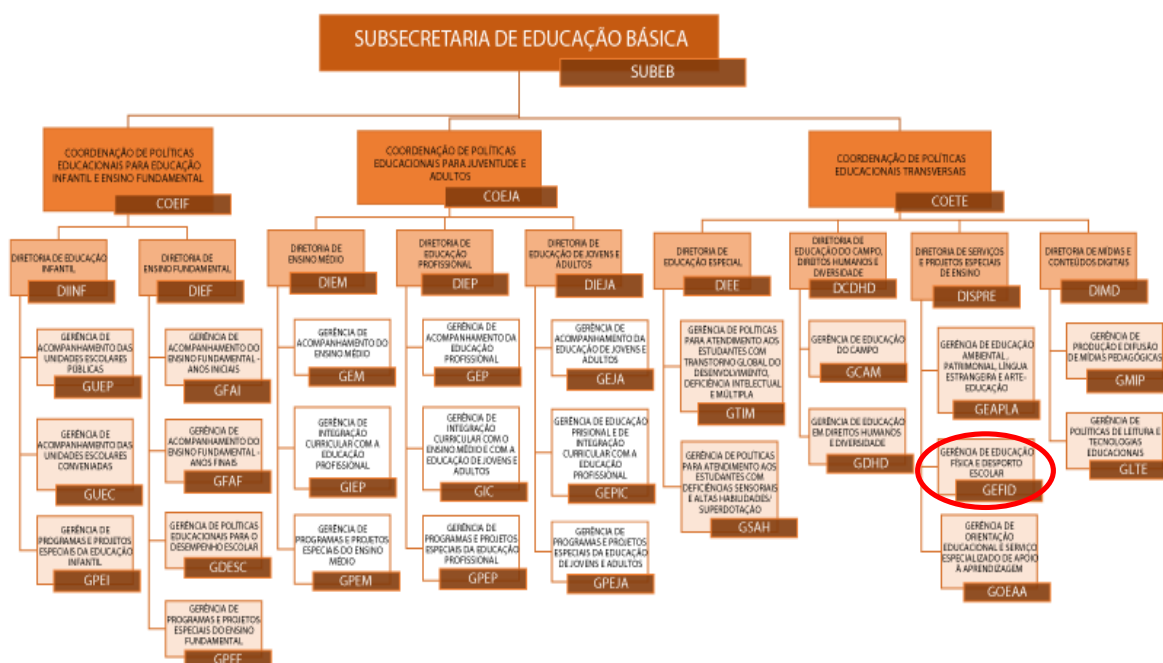 SUBSECRETARIA DE EDUCAÇÃO BÁSICA
SUBEB
COORDENAÇÃO DE POLÍTICAS
EDUCACIONAIS PARA EDUCAÇÃO
INFANTIL E ENSINO FUNDAMENTAL
COEIF
COORDENAÇÃO DE POLÍTICAS
EDUCACIONAIS PARA JUVENTUDE E
ADULTOS
COEJA
COORDENAÇÃO DE POLÍTICAS
EDUCACIONAIS TRANSVERSAIS
COETE
DIRETORIA DE EDUCAÇÃO
INFANTIL
DIINF
DIRETORIA DE
ENSINO FUNDAMENTAL
DIEF
DIRETORIA DE
ENSINO MÉDIO
DIEM
DIRETORIA DE
EDUCAÇÃO
PROFISSIONAL
DIEP
DIRETORIA DE
EDUCAÇÃO DE JOVENS E
ADULTOS
DIEJA
DIRETORIA DE
EDUCAÇÃO ESPECIAL
DIEE
DIRETORIA DE
EDUCAÇÃO DO CAMPO,
DIREITOS HUMANOS E
DIVERSIDADE
DCDHD
DIRETORIA DE SERVIÇOS
E PROJETOS ESPECIAIS
DE ENSINO
DISPRE
DIRETORIA DE MÍDIAS E
CONTEÚDOS DIGITAIS
DIMD
GERÊNCIA DE
ACOMPANHAMENTO DAS
UNIDADES ESCOLARES
PÚBLICAS
GUEP
GERÊNCIA DE
ACOMPANHAMENTO DAS
UNIDADES ESCOLARES
CONVENIADAS
GUEC
GERÊNCIA DE
PROGRAMAS E PROJETOS
ESPECIAIS DA EDUCAÇÃO
INFANTIL
GPEI
GERÊNCIA DE
ACOMPANHAMENTO DO
ENSINO FUNDAMENTAL -
ANOS INICIAIS
GFAI
GERÊNCIA DE
ACOMPANHAMENTO DO
ENSINO FUNDAMENTAL -
ANOS FINAIS
GFAF
GERÊNCIA DE POLÍTICAS
EDUCACIONAIS PARA O
DESEMPENHO ESCOLAR
GDESC
GERÊNCIA DE
PROGRAMAS E PROJETOS
ESPECIAIS DO ENSINO
FUNDAMENTAL
GPEF
GERÊNCIA DE
ACOMPANHAMENTO DO
ENSINO MÉDIO
GEM
GERÊNCIA DE
INTEGRAÇÃO
CURRICULAR COM A
EDUCAÇÃO
PROFISSIONAL
GIEP
GERÊNCIA DE
PROGRAMAS E PROJETOS
ESPECIAIS DO ENSINO
MÉDIO
GPEM
GERÊNCIA DE
ACOMPANHAMENTO DA
EDUCAÇÃO
PROFISSIONAL
GEP
GERÊNCIA DE
INTEGRAÇÃO
CURRICULAR COM O
ENSINO MÉDIO E COM A
EDUCAÇÃO DE JOVENS E
ADULTOS
GIC
GERÊNCIA DE
PROGRAMAS E PROJETOS
ESPECIAIS DA EDUCAÇÃO
PROFISSIONAL
GPEP
GERÊNCIA DE
ACOMPANHAMENTO DA
EDUCAÇÃO DE JOVENS E
ADULTOS
GEJA
GERÊNCIA DE EDUCAÇÃO
PRISIONAL E DE
INTEGRAÇÃO
CURRICULAR COM A
EDUCAÇÃO
PROFISSIONAL
GEPIC
GERÊNCIA DE
PROGRAMAS E PROJETOS
ESPECIAIS DA EDUCAÇÃO
DE JOVENS E ADULTOS
GPEJA
GERÊNCIA DE POLÍTICAS
PARA ATENDIMENTO AOS
ESTUDANTES COM
TRANSTORNO GLOBAL DO
DESENVOLVIMENTO,
DEFICIÊNCIA INTELECTUAL
E MÚLTIPLA
GTIM
GERÊNCIA DE POLÍTICAS
PARA ATENDIMENTO AOS
ESTUDANTES COM
DEFICIÊNCIAS SENSORIAIS
E ALTAS HABILIDADES/
SUPERDOTAÇÃO
GSAH
GERÊNCIA DE EDUCAÇÃO
DO CAMPO
GCAM
GERÊNCIA DE EDUCAÇÃO
EM DIREITOS HUMANOS
E DIVERSIDADE
GDHD
GERÊNCIA DE EDUCAÇÃO
AMBIENTAL,
PATRIMONIAL, LÍNGUA
ESTRANGEIRA E ARTE-
EDUCAÇÃO
GEAPLA
GERÊNCIA DE EDUCAÇÃO
FÍSICA E DESPORTO
ESCOLAR
GEFID
GERÊNCIA DE
ORIENTAÇÃO
EDUCACIONAL E SERVIÇO
ESPECIALIZADO DE APOIO
À APRENDIZAGEM
GOEAA
GERÊNCIA DE
PRODUÇÃO E DIFUSÃO
DE MÍDIAS PEDAGÓGICAS
GMIP
GERÊNCIA DE
POLÍTICAS DE LEITURA E
TECNOLOGIAS
EDUCACIONAIS
GLTE